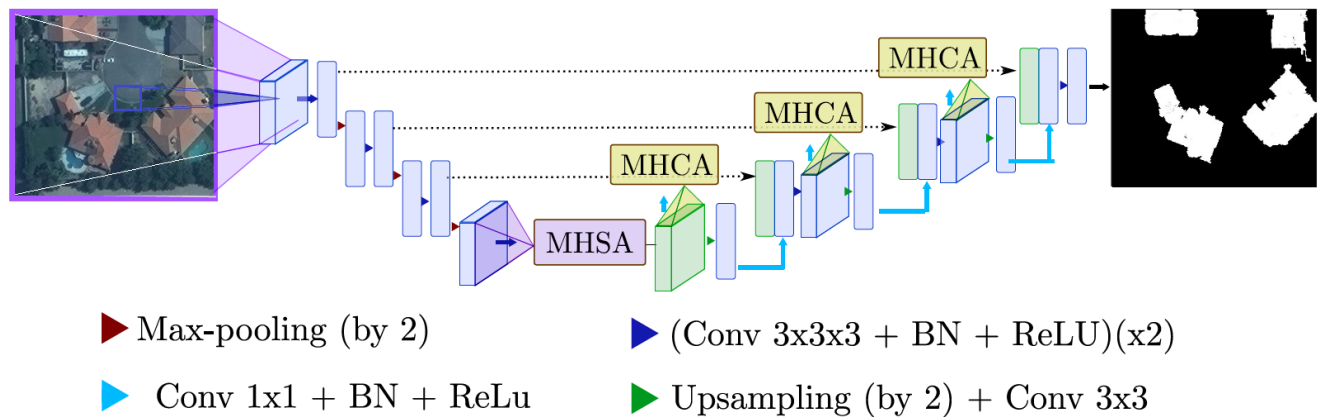 MHCA
MHCA
MHCA
MHSA
Max-pooling (by 2)
(Conv 3x3x3 + BN + ReLU)(x2)
Conv 1x1 + BN + ReLu
Upsampling (by 2) + Conv 3x3